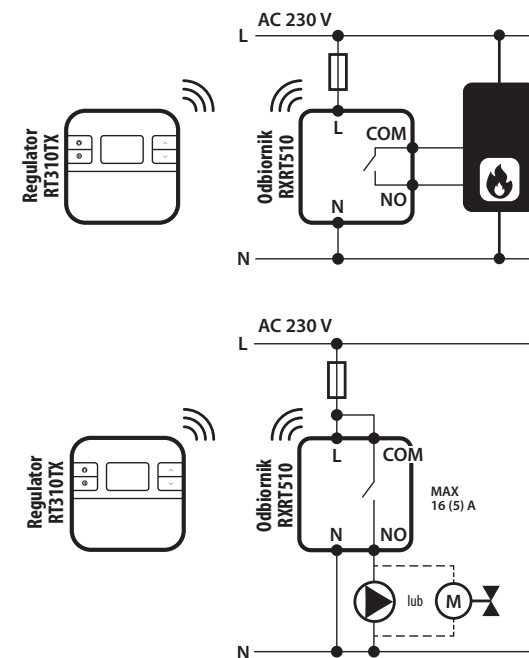 AC 230 V
L
Regulator
RT310TX
Odbiornik
RXRT510
L
COM
NO
N
N
AC 230 V
L
Regulator
RT310TX
Odbiornik
RXRT510
L
COM
MAX
16 (5) A
N
NO
lub
M
N